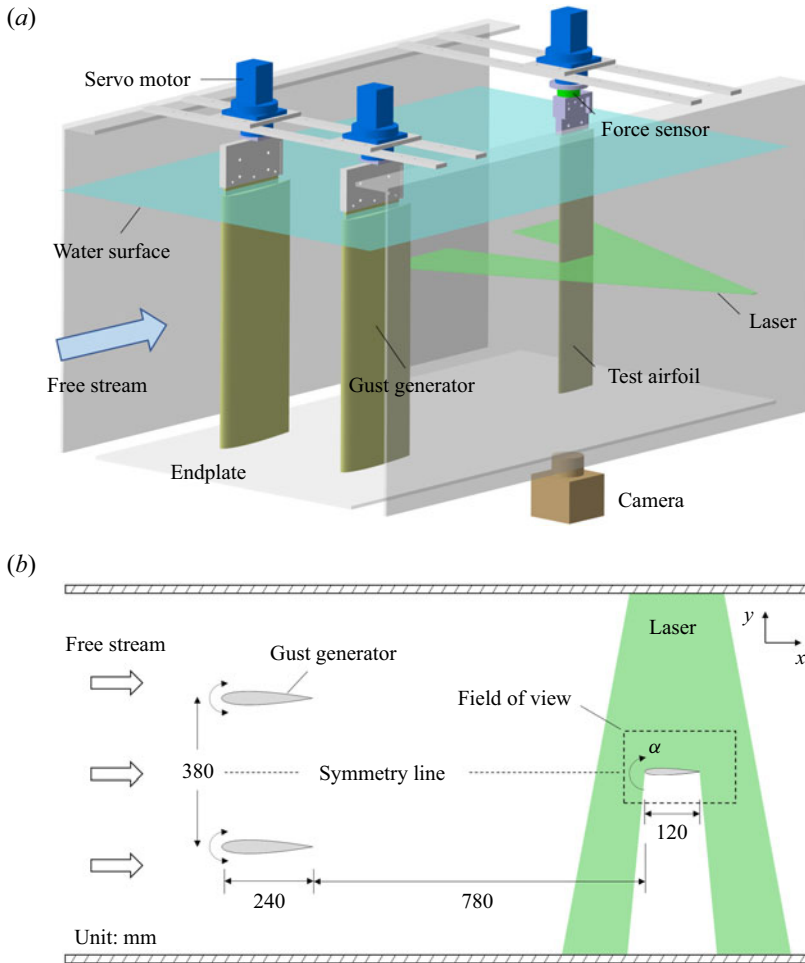 (a)
Servo motor
Force sensor
Water surface
Laser
Free stream
Gust generator
Test airfoil
Endplate
Camera
(b)
Free stream
Gust generator
Laser
y
x
Field of view
α
380
Symmetry line
120
240
780
Unit: mm